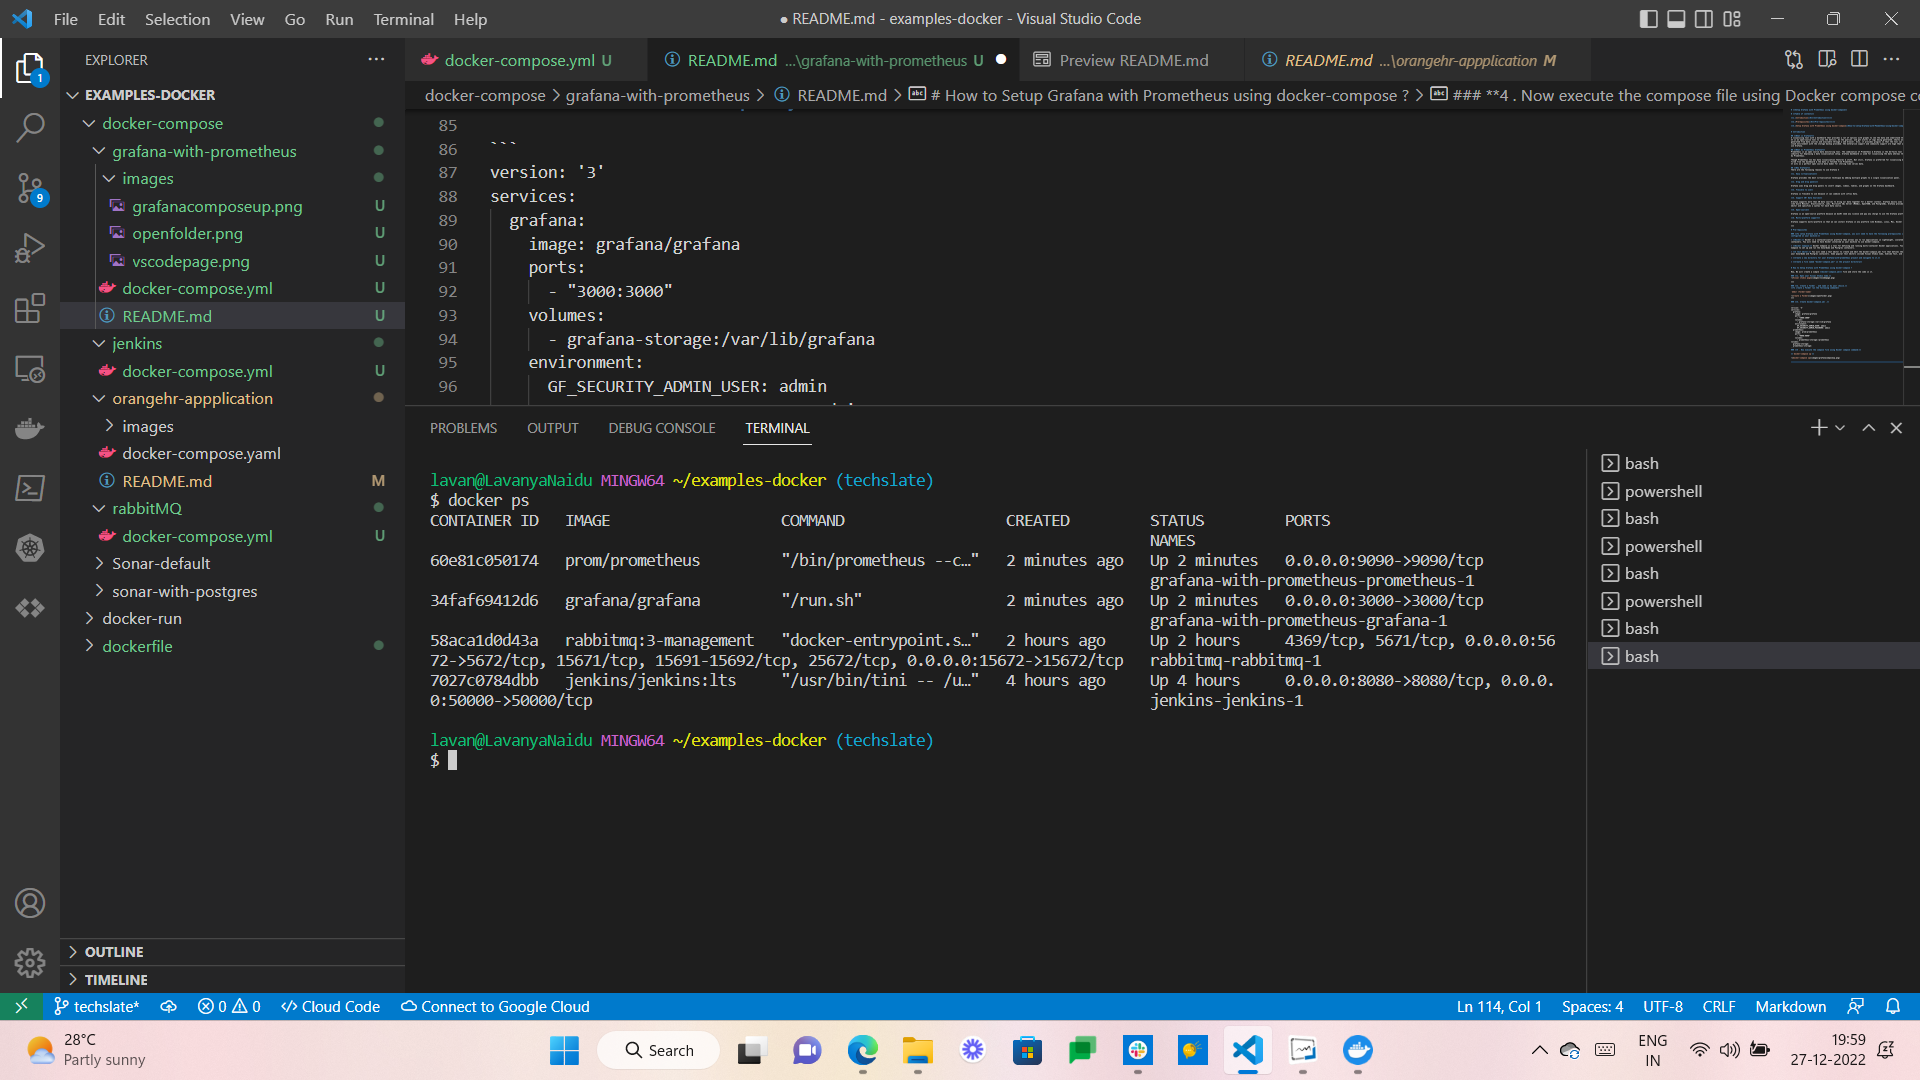 File Edit Selection View Go Run Terminal Help
● README.md - examples-docker - Visual Studio Code
EXPLORER
docker-compose.yml U
README.md ...\grafana-with-prometheus U
Preview README.md
README.md ...\orangehr-appplication M
docker-compose > grafana-with-prometheus > README.md > # How to Setup Grafana with Prometheus using docker-compose ? > ### **4 . Now execute the compose file using Docker compose c
1
9
EXAMPLES-DOCKER
docker-compose
grafana-with-prometheus
images
grafanacomposeup.png U
openfolder.png U
vscodepage.png U
docker-compose.yml U
README.md U
jenkins
docker-compose.yml U
orangehr-appplication
images
docker-compose.yaml
README.md M
rabbitMQ
docker-compose.yml U
Sonar-default
sonar-with-postgres
docker-run
dockerfile
OUTLINE
TIMELINE
85
86 ```
87 version: '3'
88 services:
89 grafana:
90 image: grafana/grafana
91 ports:
92 - "3000:3000"
93 volumes:
94 - grafana-storage:/var/lib/grafana
95 environment:
96 GF_SECURITY_ADMIN_USER: admin
PROBLEMS OUTPUT DEBUG CONSOLE TERMINAL
lavan@LavanyaNaidu MINGW64 ~/examples-docker (techslate)
$ docker ps
CONTAINER ID IMAGE COMMAND CREATED STATUS PORTS
NAMES
60e81c050174 prom/prometheus "/bin/prometheus --c…" 2 minutes ago Up 2 minutes 0.0.0.0:9090->9090/tcp
grafana-with-prometheus-prometheus-1
34faf69412d6 grafana/grafana "/run.sh" 2 minutes ago Up 2 minutes 0.0.0.0:3000->3000/tcp
grafana-with-prometheus-grafana-1
58aca1d0d43a rabbitmq:3-management "docker-entrypoint.s…" 2 hours ago Up 2 hours 4369/tcp, 5671/tcp, 0.0.0.0:56
72->5672/tcp, 15671/tcp, 15691-15692/tcp, 25672/tcp, 0.0.0.0:15672->15672/tcp rabbitmq-rabbitmq-1
7027c0784dbb jenkins/jenkins:lts "/usr/bin/tini -- /u…" 4 hours ago Up 4 hours 0.0.0.0:8080->8080/tcp, 0.0.0.
0:50000->50000/tcp jenkins-jenkins-1
lavan@LavanyaNaidu MINGW64 ~/examples-docker (techslate)
$
bash
powershell
bash
powershell
bash
powershell
bash
bash
techslate* 0 0 Cloud Code Connect to Google Cloud
Ln 114, Col 1 Spaces: 4 UTF-8 CRLF Markdown
28°C
Partly sunny
Search
ENG
IN
19:59
27-12-2022